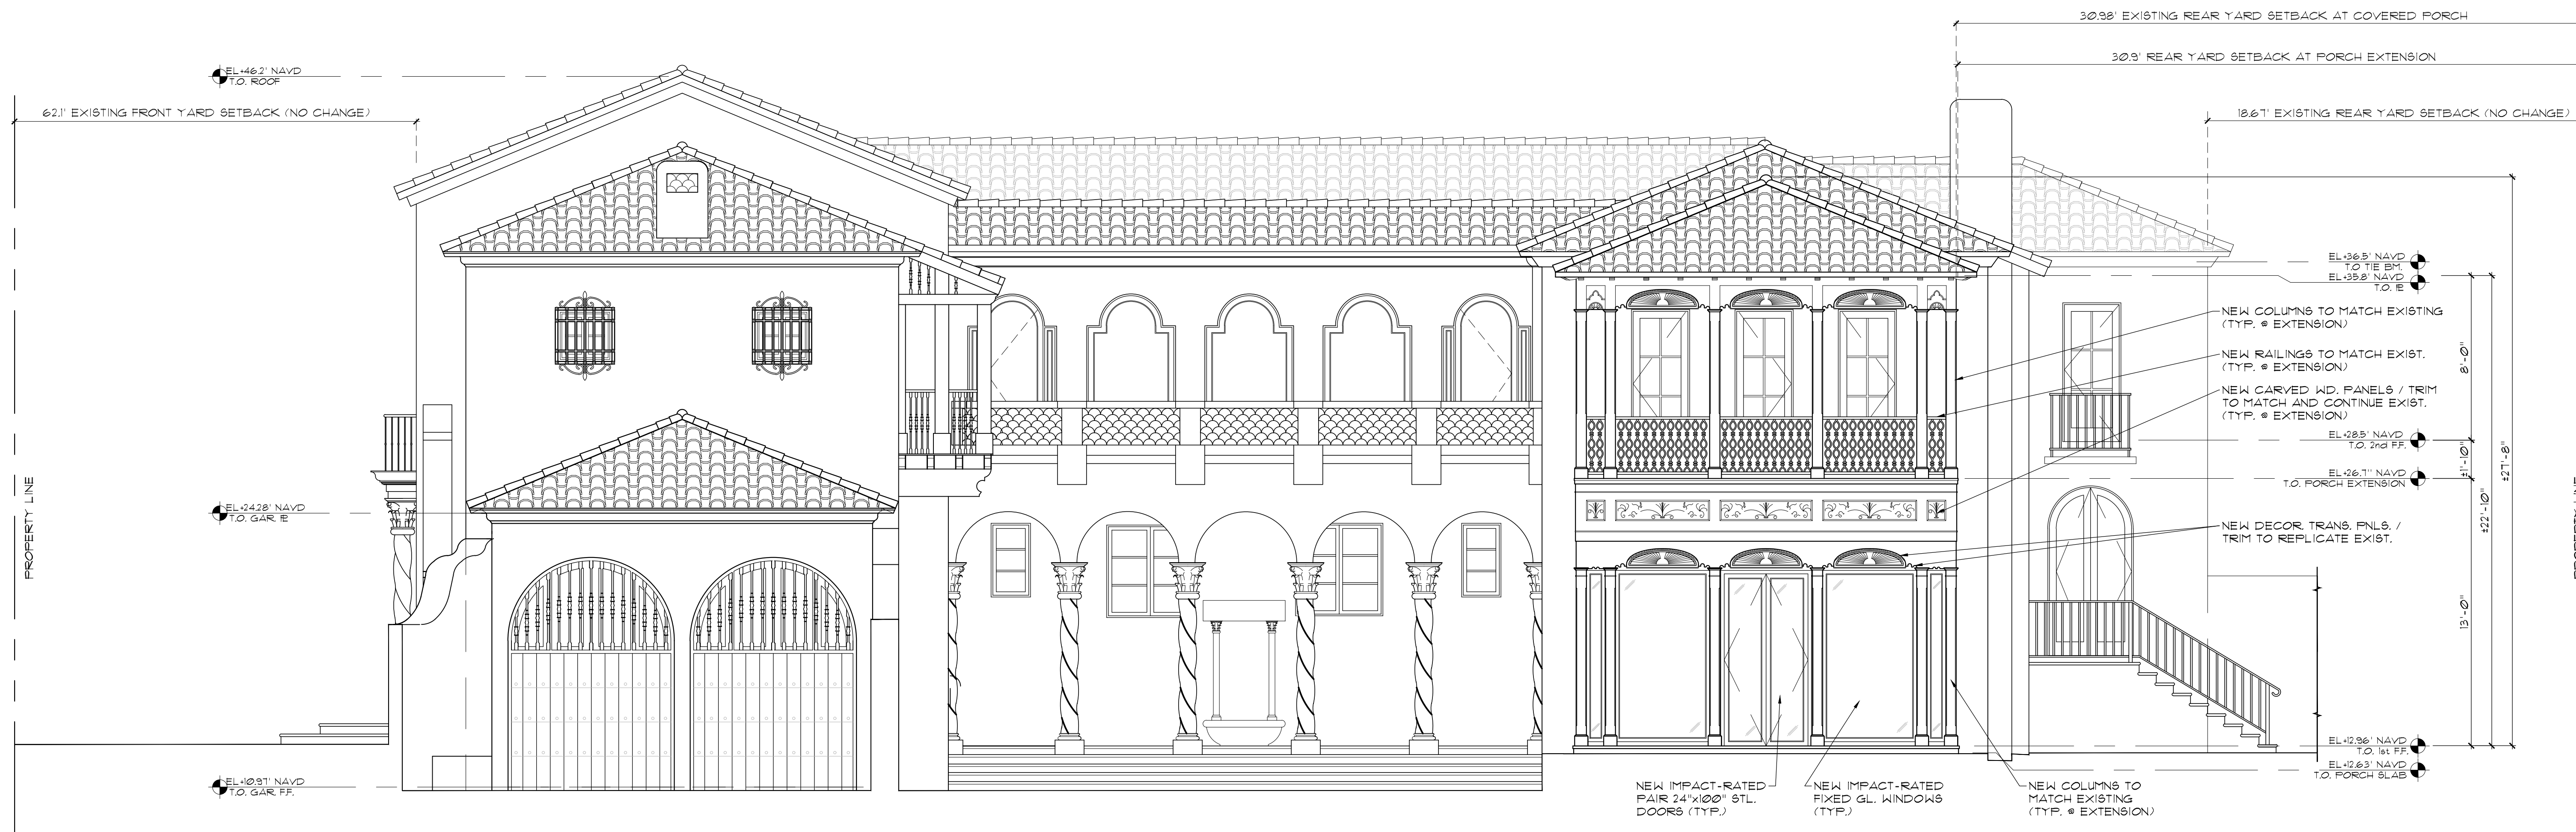 30.98' EXISTING REAR YARD SETBACK AT COVERED PORCH
30.9' REAR YARD SETBACK AT PORCH EXTENSION
EL+46.2' NAVD
T.O. ROOF
62.1' EXISTING FRONT YARD SETBACK (NO CHANGE)
18.67' EXISTING REAR YARD SETBACK (NO CHANGE)
EL+36.5' NAVD
T.O TIE BM.
EL+35.8' NAVD
T.O. PL
NEW COLUMNS TO MATCH EXISTING
(TYP. @ EXTENSION)
NEW RAILINGS TO MATCH EXIST.
(TYP. @ EXTENSION)
8'-0"
NEW CARVED WD. PANELS / TRIM
TO MATCH AND CONTINUE EXIST.
(TYP. @ EXTENSION)
EL+28.5' NAVD
T.O. 2nd F.F.
±1'-10"
±27'-8"
EL+26.7" NAVD
T.O. PORCH EXTENSION
PROPERTY LINE
EL+24.28' NAVD
T.O. GAR. PL
±22'-10"
PROPERTY LINE
NEW DECOR. TRANS. PNLS. /
TRIM TO REPLICATE EXIST.
13'-0"
EL+12.96' NAVD
T.O. 1st F.F.
EL+12.63' NAVD
T.O. PORCH SLAB
EL+10.97' NAVD
T.O. GAR. F.F.
NEW IMPACT-RATED
PAIR 24"x100" STL.
DOORS (TYP.)
NEW IMPACT-RATED
FIXED GL. WINDOWS
(TYP.)
NEW COLUMNS TO
MATCH EXISTING
(TYP. @ EXTENSION)